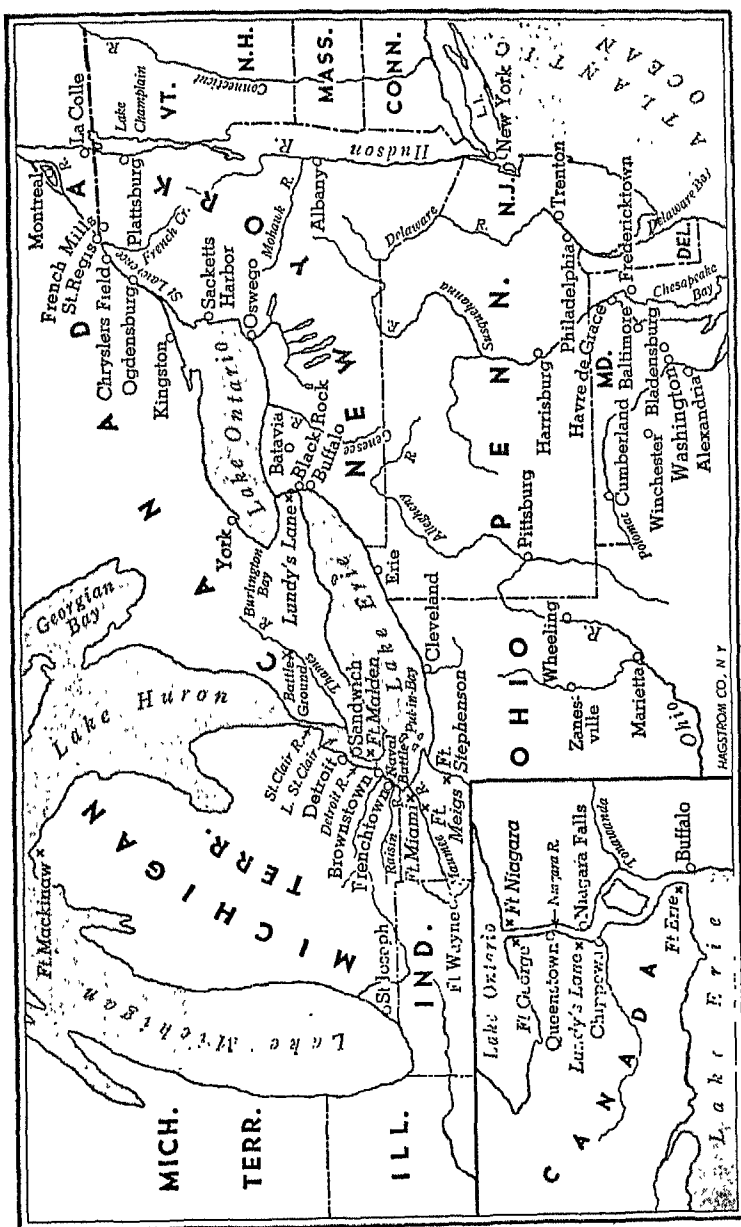 Montreal
R.
La Colle
Lake
Champlain
R
Connecticut
VT.
N.H.
MASS.
CONN.
French Mills
St. Regis
Plattsburg
Chryslers Field
Ogdensburg
St Lawrence
French Cr.
Kingston
Sacketts
Harbor
Oswego
Mohawk R.
Albany
Hudson
R.
NEW YORK
CANADA
L.I.
New York
ATLANTIC
OCEAN
Georgian
Bay
Lake Huron
York
Lake Ontario
Burlington
Bay
Batavia
Black Rock
Buffalo
Genesee
R
Lundy's Lane
Battle
Ground
Thames
R
Lake Erie
Erie
Cleveland
Allegheny
R
Susquehanna
R.
Delaware
R.
N.J.
Trenton
PENN.
Pittsburg
Harrisburg
Philadelphia
Havre de Grace
Fredericktown
Delaware Bay
DEL.
MD.
Baltimore
Chesapeake
Bay
Cumberland
Bladensburg
Winchester
Washington
Alexandria
Potomac
Ft. Mackinaw
MICHIGAN
TERR.
St. Clair R.
L. St. Clair
Detroit
Detroit R.
Sandwich
Ft. Malden
Brownstown
Frenchtown
Naval
Battle
Put-in-Bay
Raisin
R
Ft Miami
Maumee
R
Ft.
Meigs
Ft.
Stephenson
Lake Michigan
St Joseph
Ft Wayne
IND.
MICH.
TERR.
ILL.
OHIO
Wheeling
Zanes-
ville
Marietta
Ohio
R.
HAGSTROM CO., N.Y
Lake Ontario
Ft Niagara
Ft George
Queenstown
Niagara R.
Lundy's Lane
Niagara Falls
Chippewa
Tonawanda
Ft Erie
Buffalo
CANADA
Lake Erie